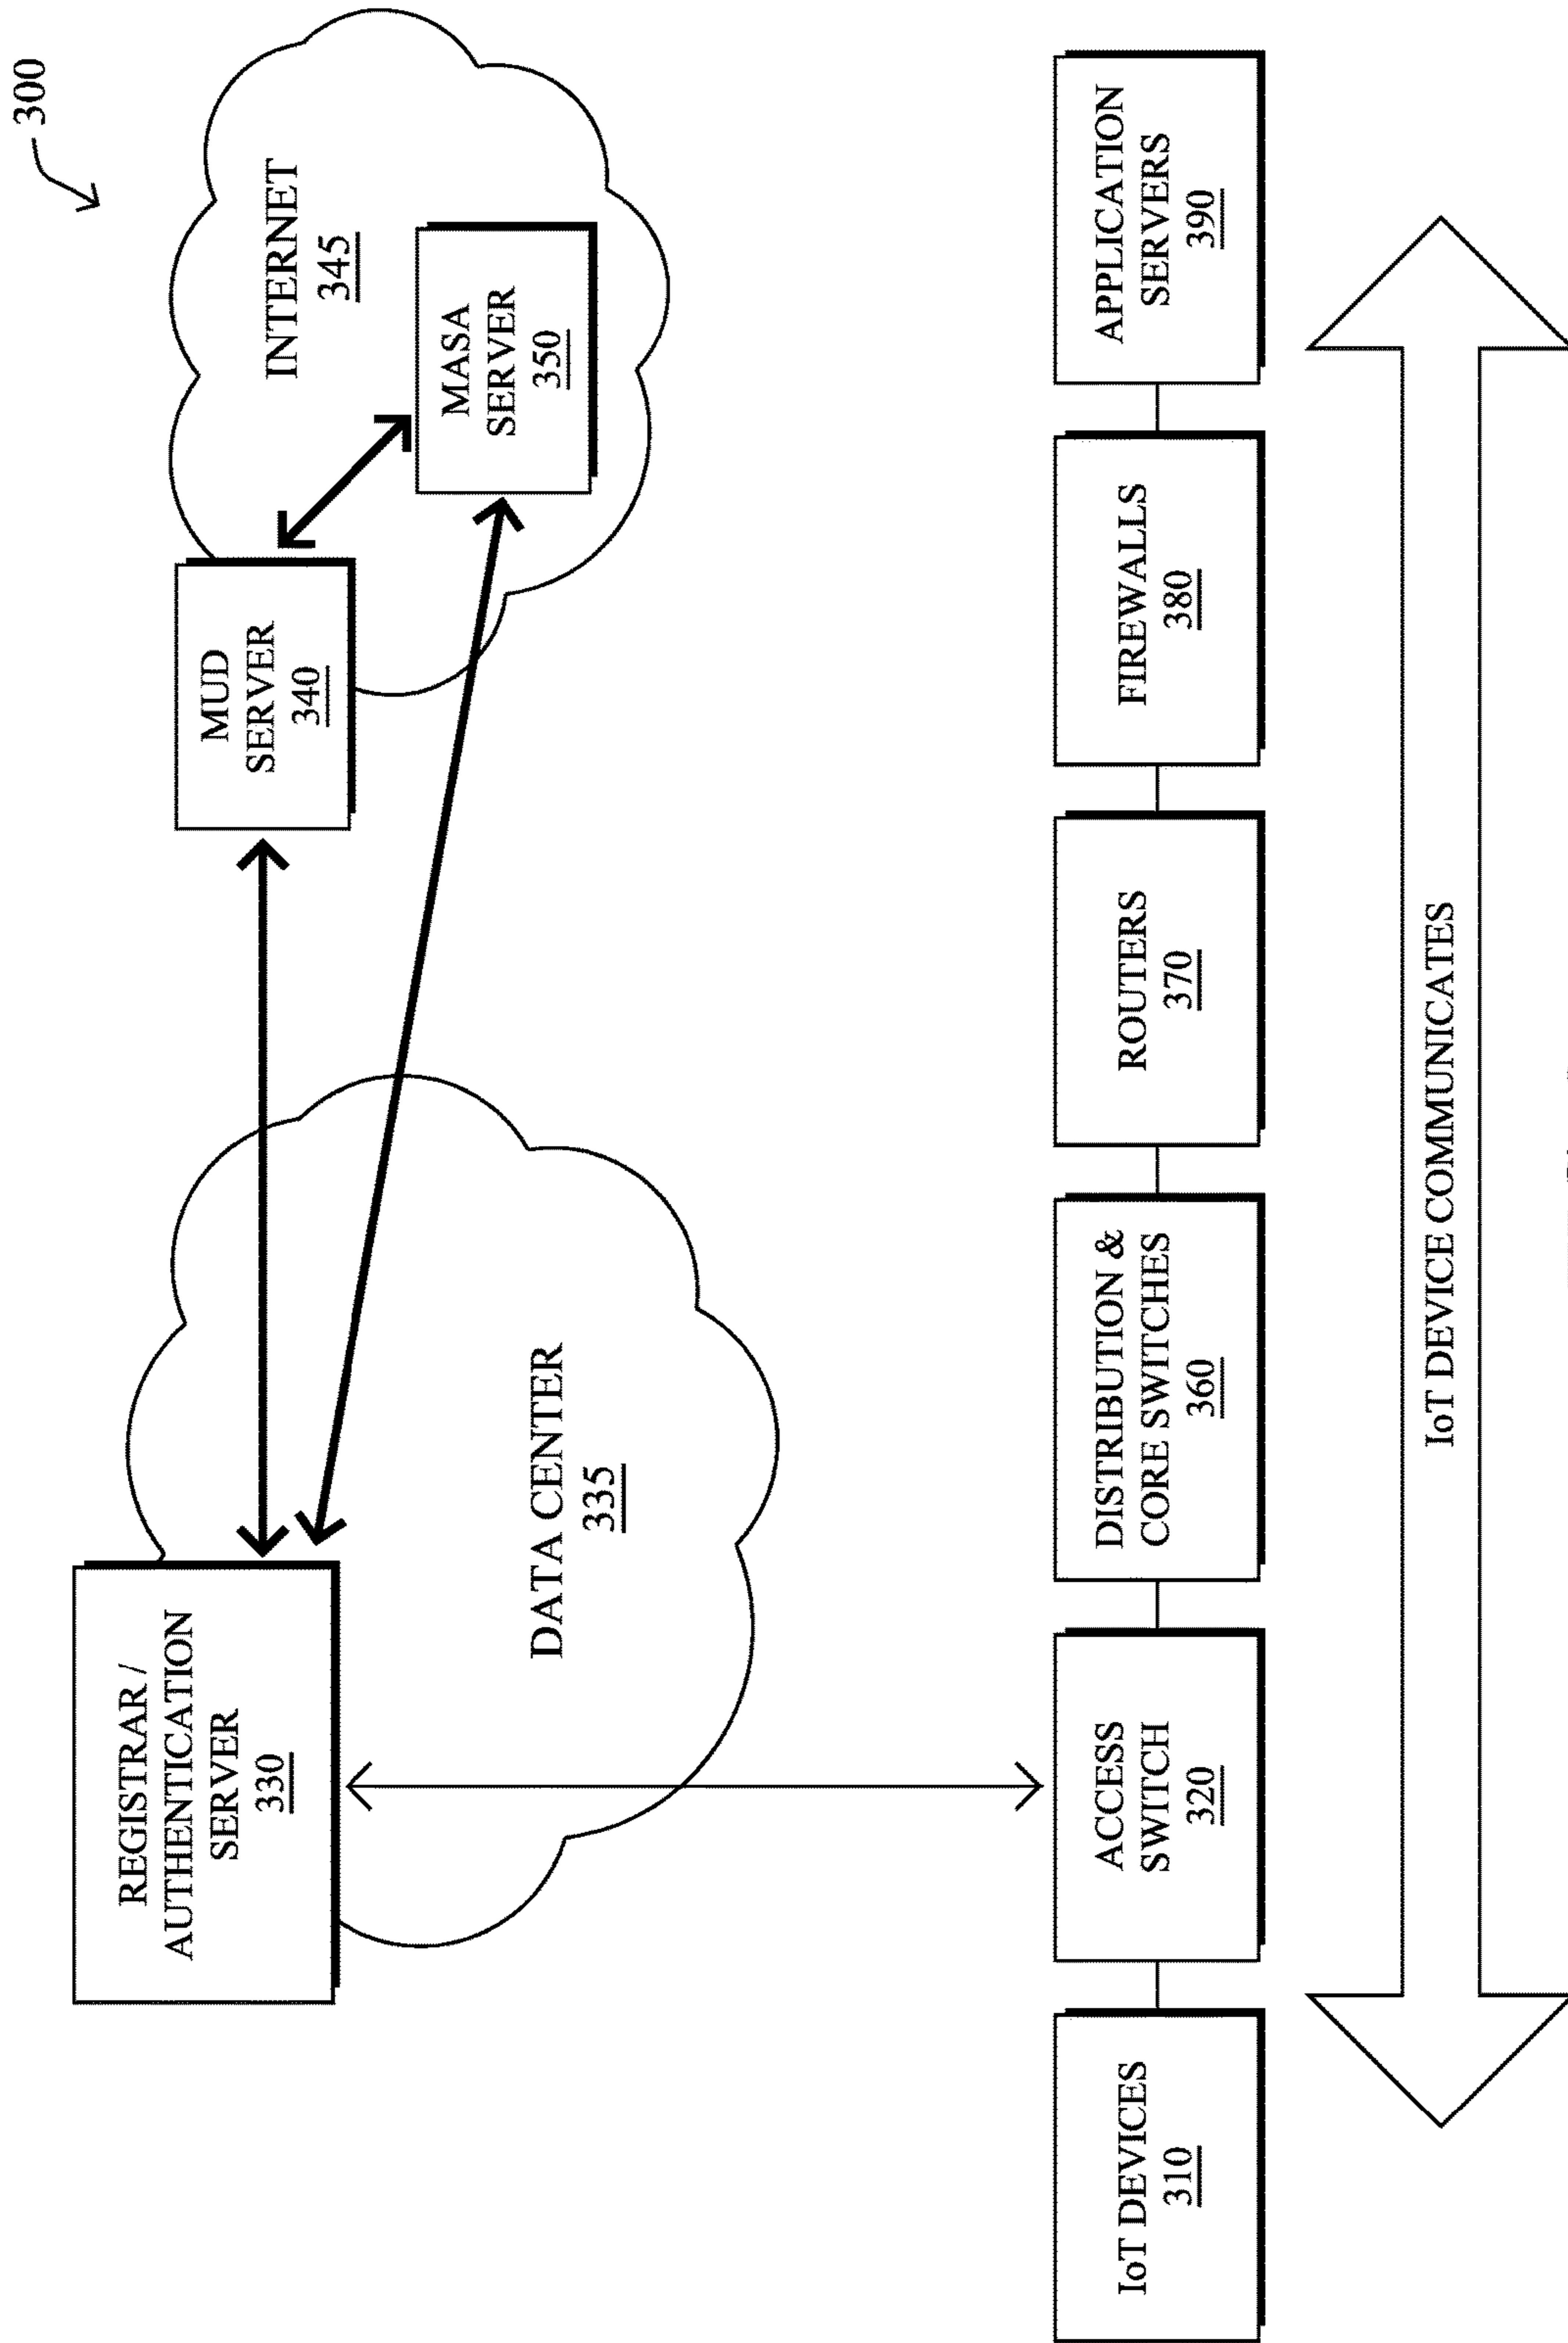 300
REGISTRAR /
AUTHENTICATION
SERVER
330
MUD
SERVER
340
INTERNET
345
MASA
SERVER
350
DATA CENTER
335
IoT DEVICES
310
ACCESS
SWITCH
320
DISTRIBUTION &
CORE SWITCHES
360
ROUTERS
370
FIREWALLS
380
APPLICATION
SERVERS
390
IoT DEVICE COMMUNICATES